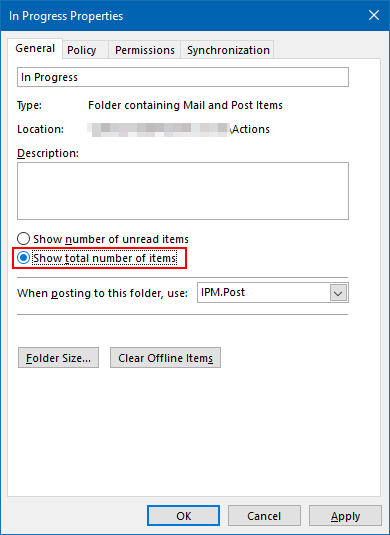 In Progress Properties
General Policy Permissions Synchronization
In Progress
Type: Folder containing Mail and Post Items
Location: \Actions
Description:
Show number of unread items
Show total number of items
When posting to this folder, use: IPM.Post
Folder Size... Clear Offline Items
OK Cancel Apply